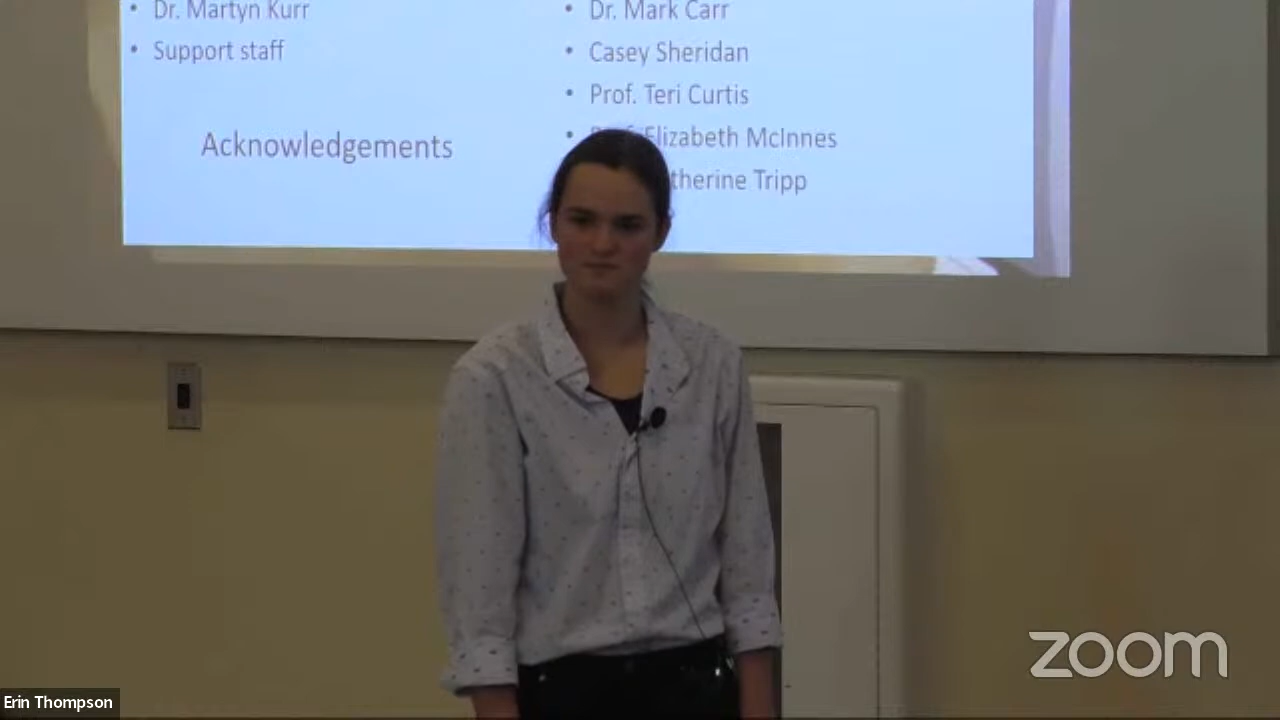 Dr. Martyn Kurr
Support staff
Acknowledgements
Dr. Mark Carr
Casey Sheridan
Prof. Teri Curtis
Elizabeth McInnes
Tripp
zoom
Erin Thompson